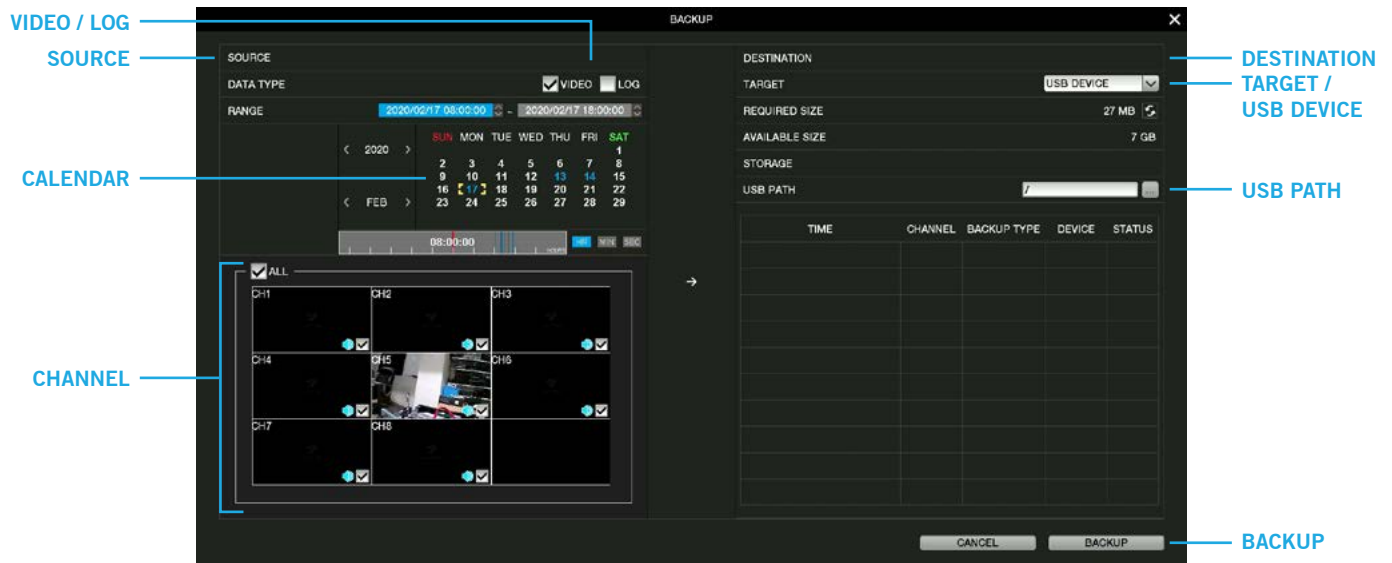 BACKUP
VIDEO / LOG
SOURCE
CALENDAR
CHANNEL
SOURCE
DATA TYPE
VIDEO LOG
RANGE
2020/02/17 08:00:00 ~ 2020/02/17 18:00:00
< 2020 >
SUN MON TUE WED THU FRI SAT
1
2 3 4 5 6 7 8
9 10 11 12 13 14 15
16 17 18 19 20 21 22
< FEB >
23 24 25 26 27 28 29
08:00:00
HOURS
HR MIN SEC
ALL
CH1 CH2 CH3
CH4 CH5 CH6
CH7 CH8
DESTINATION
TARGET
USB DEVICE
REQUIRED SIZE
27 MB
AVAILABLE SIZE
7 GB
STORAGE
USB PATH
/
...
TIME CHANNEL BACKUP TYPE DEVICE STATUS
CANCEL BACKUP
DESTINATION
TARGET /
USB DEVICE
USB PATH
BACKUP